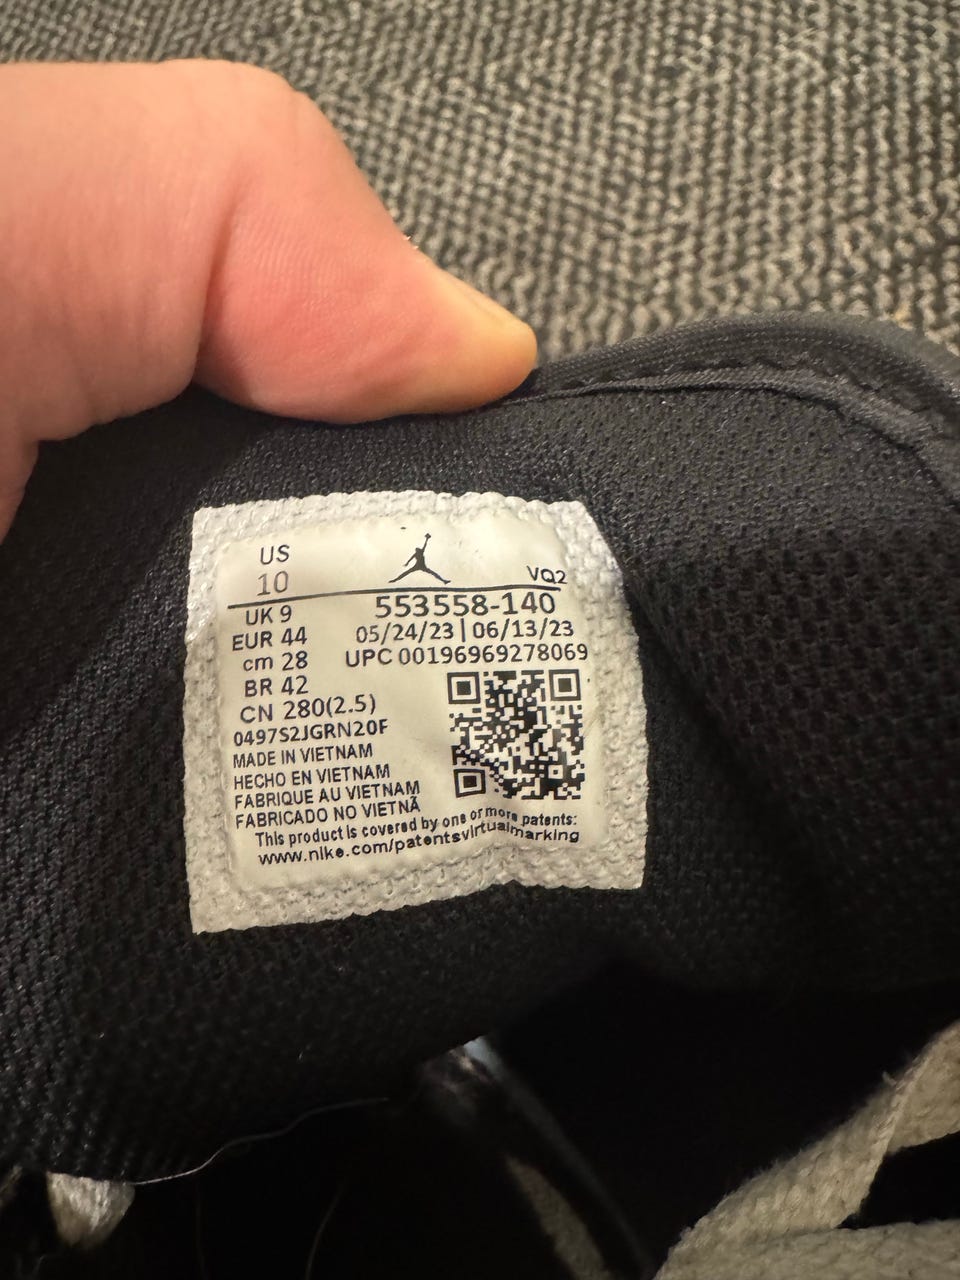 US
10
VQ2
UK 9
553558-140
EUR 44
05/24/23 | 06/13/23
cm 28
UPC 00196969278069
BR 42
CN 280(2.5)
0497S2JGRN20F
MADE IN VIETNAM
HECHO EN VIETNAM
FABRIQUE AU VIETNAM
FABRICADO NO VIETNÃ
This product is covered by one or more patents:
www.nike.com/patentsvirtualmarking